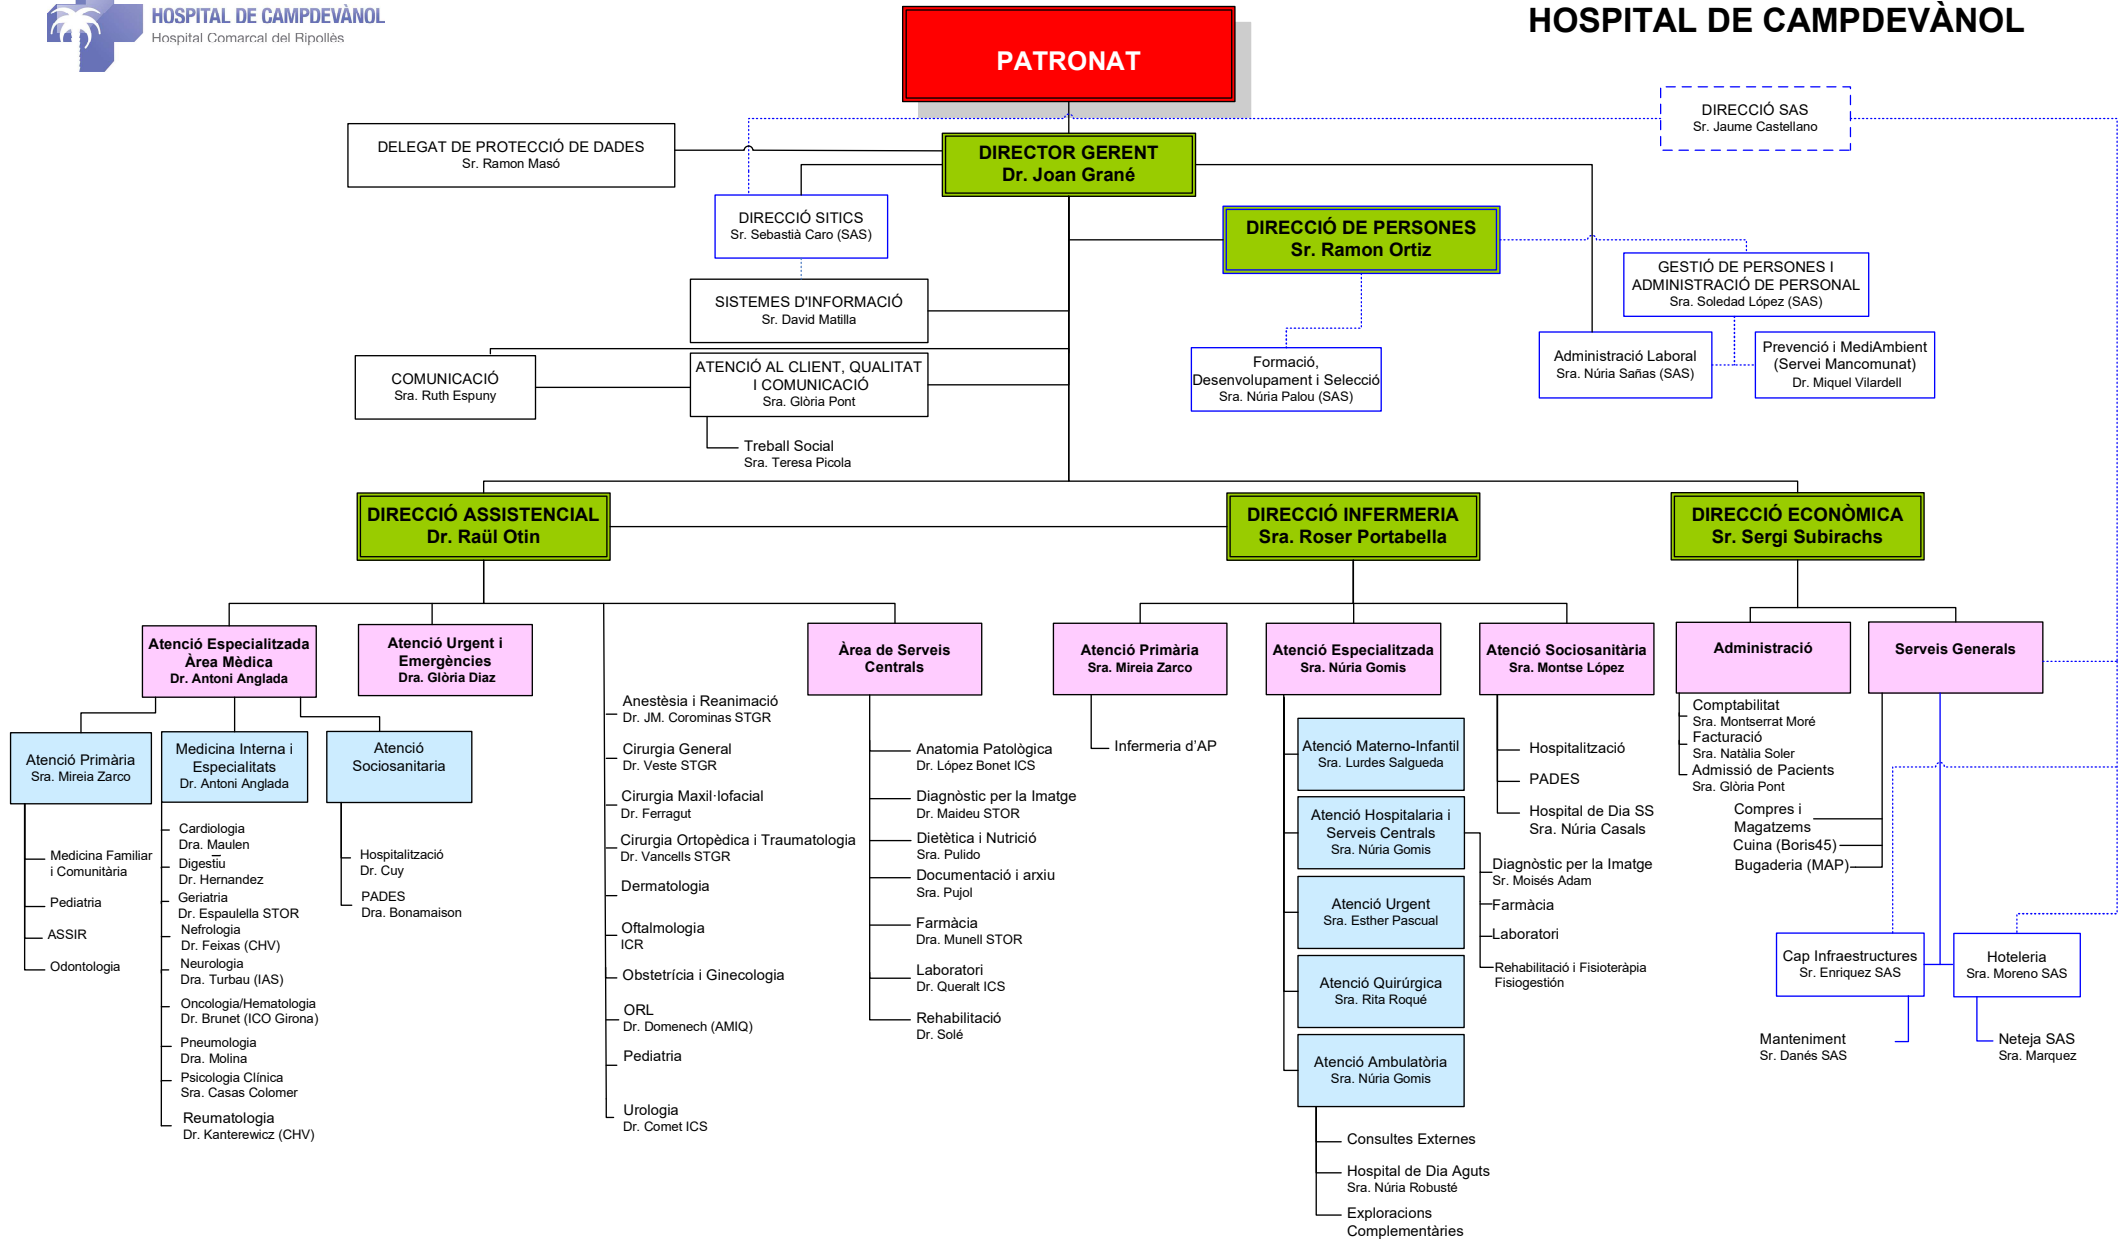 HOSPITAL DE CAMPDEVÀNOL
Hospital Comarcal del Ripollès
HOSPITAL DE CAMPDEVÀNOL
PATRONAT
DIRECCIÓ SAS
Sr. Jaume Castellano
DELEGAT DE PROTECCIÓ DE DADES
Sr. Ramon Masó
DIRECTOR GERENT
Dr. Joan Grané
DIRECCIÓ SITICS
Sr. Sebastià Caro (SAS)
DIRECCIÓ DE PERSONES
Sr. Ramon Ortiz
GESTIÓ DE PERSONES I
ADMINISTRACIÓ DE PERSONAL
Sra. Soledad López (SAS)
SISTEMES D'INFORMACIÓ
Sr. David Matilla
COMUNICACIÓ
Sra. Ruth Espuny
ATENCIÓ AL CLIENT, QUALITAT
I COMUNICACIÓ
Sra. Glòria Pont
Formació,
Desenvolupament i Selecció
Sra. Núria Palou (SAS)
Administració Laboral
Sra. Núria Sañas (SAS)
Prevenció i MediAmbient
(Servei Mancomunat)
Dr. Miquel Vilardell
Treball Social
Sra. Teresa Picola
DIRECCIÓ ASSISTENCIAL
Dr. Raül Otin
DIRECCIÓ INFERMERIA
Sra. Roser Portabella
DIRECCIÓ ECONÒMICA
Sr. Sergi Subirachs
Atenció Especialitzada
Àrea Mèdica
Dr. Antoni Anglada
Atenció Urgent i
Emergències
Dra. Glòria Diaz
Àrea de Serveis
Centrals
Atenció Primària
Sra. Mireia Zarco
Atenció Especialitzada
Sra. Núria Gomis
Atenció Sociosanitària
Sra. Montse López
Administració
Serveis Generals
Atenció Primària
Sra. Mireia Zarco
Medicina Interna i
Especialitats
Dr. Antoni Anglada
Atenció
Sociosanitaria
Medicina Familiar
i Comunitària
Pediatria
ASSIR
Odontologia
Cardiologia
Dra. Maulen
Digestiu
Dr. Hernandez
Geriatria
Dr. Espaulella STOR
Nefrologia
Dr. Feixas (CHV)
Neurologia
Dra. Turbau (IAS)
Oncologia/Hematologia
Dr. Brunet (ICO Girona)
Pneumologia
Dra. Molina
Psicologia Clínica
Sra. Casas Colomer
Reumatologia
Dr. Kanterewicz (CHV)
Hospitalització
Dr. Cuy
PADES
Dra. Bonamaison
Anestèsia i Reanimació
Dr. JM. Corominas STGR
Cirurgia General
Dr. Veste STGR
Cirurgia Maxil·lofacial
Dr. Ferragut
Cirurgia Ortopèdica i Traumatologia
Dr. Vancells STGR
Dermatologia
Oftalmologia
ICR
Obstetrícia i Ginecologia
ORL
Dr. Domenech (AMIQ)
Pediatria
Urologia
Dr. Comet ICS
Anatomia Patològica
Dr. López Bonet ICS
Diagnòstic per la Imatge
Dr. Maideu STOR
Dietètica i Nutrició
Sra. Pulido
Documentació i arxiu
Sra. Pujol
Farmàcia
Dra. Munell STOR
Laboratori
Dr. Queralt ICS
Rehabilitació
Dr. Solé
Infermeria d'AP
Atenció Materno-Infantil
Sra. Lurdes Salgueda
Atenció Hospitalaria i
Serveis Centrals
Sra. Núria Gomis
Atenció Urgent
Sra. Esther Pascual
Atenció Quirúrgica
Sra. Rita Roqué
Atenció Ambulatòria
Sra. Núria Gomis
Consultes Externes
Hospital de Dia Aguts
Sra. Núria Robusté
Exploracions
Complementàries
Hospitalització
PADES
Hospital de Dia SS
Sra. Núria Casals
Diagnòstic per la Imatge
Sr. Moisés Adam
Farmàcia
Laboratori
Rehabilitació i Fisioteràpia
Fisiogestión
Comptabilitat
Sra. Montserrat Moré
Facturació
Sra. Natàlia Soler
Admissió de Pacients
Sra. Glòria Pont
Compres i
Magatzems
Cuina (Boris45)
Bugaderia (MAP)
Cap Infraestructures
Sr. Enriquez SAS
Hoteleria
Sra. Moreno SAS
Manteniment
Sr. Danés SAS
Neteja SAS
Sra. Marquez